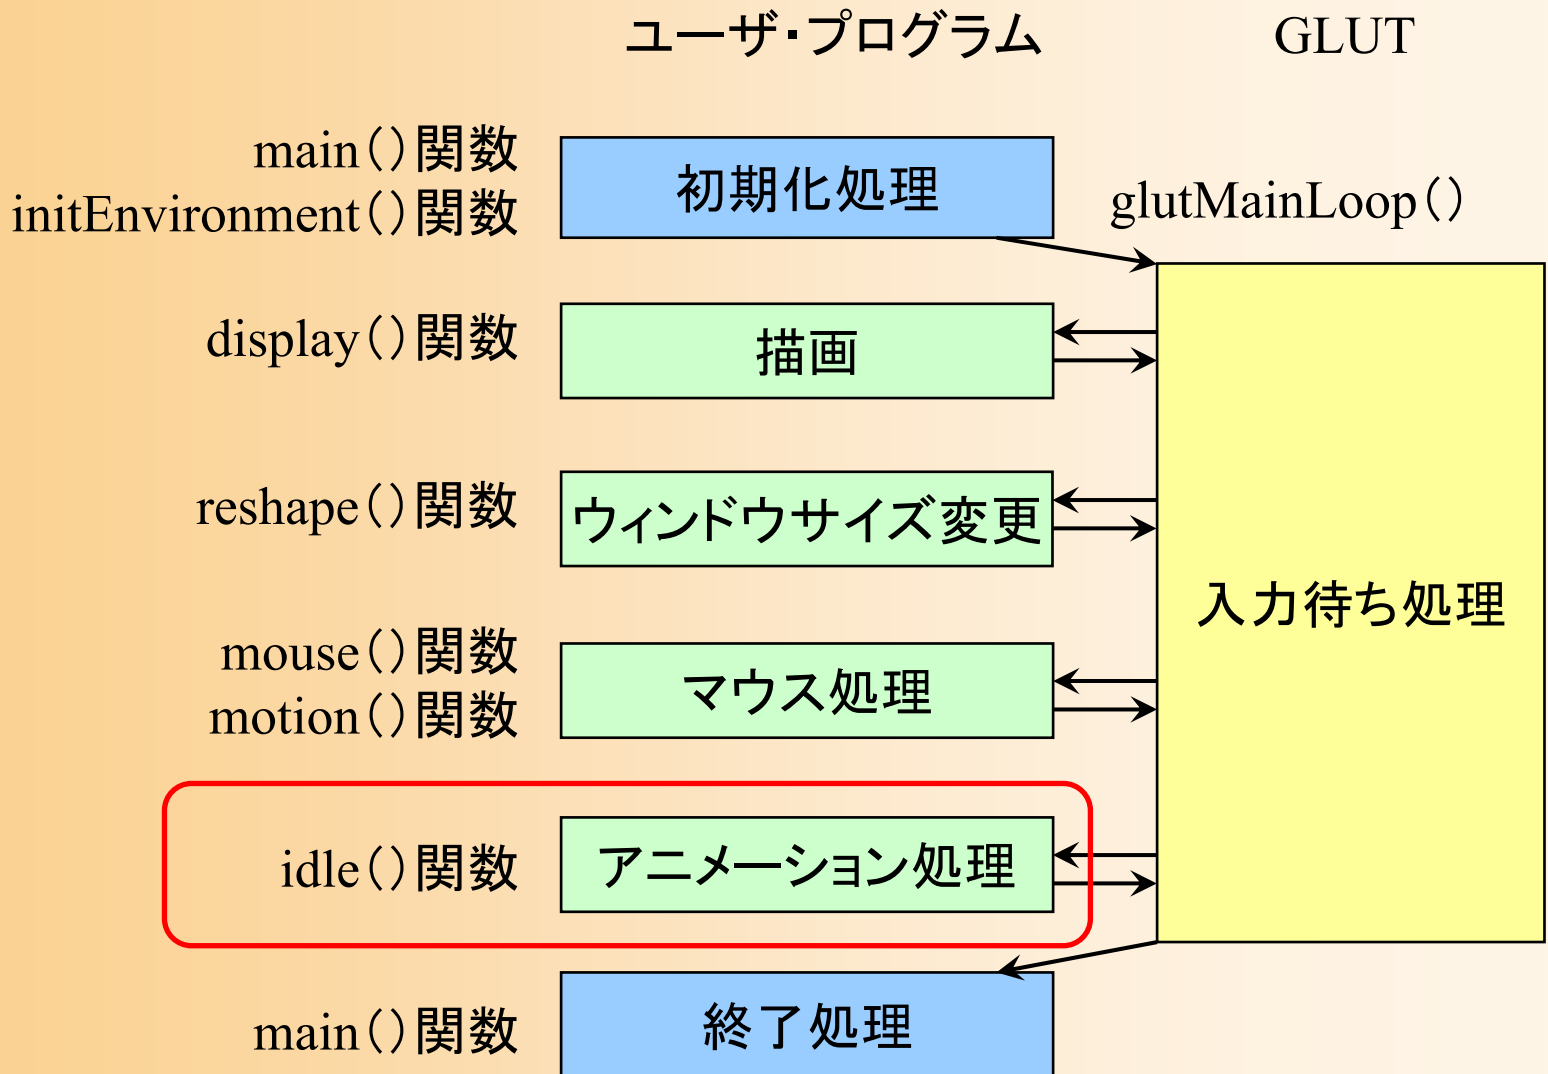 ユーザ・プログラム
GLUT
main()関数
initEnvironment()関数
初期化処理
glutMainLoop()
display()関数
描画
reshape()関数
ウィンドウサイズ変更
入力待ち処理
mouse()関数
motion()関数
マウス処理
idle()関数
アニメーション処理
main()関数
終了処理